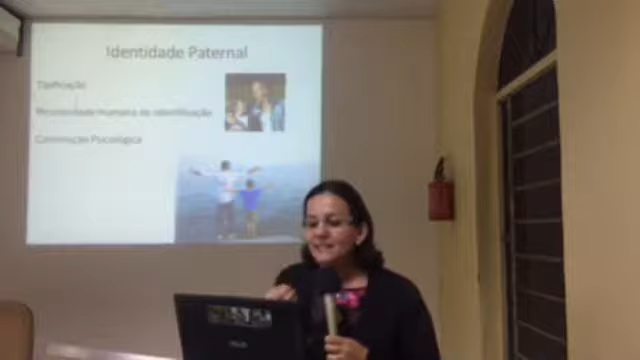 Identidade Paternal
Tipificação
Necessidade Humana de Identificação
Construção Psicológica